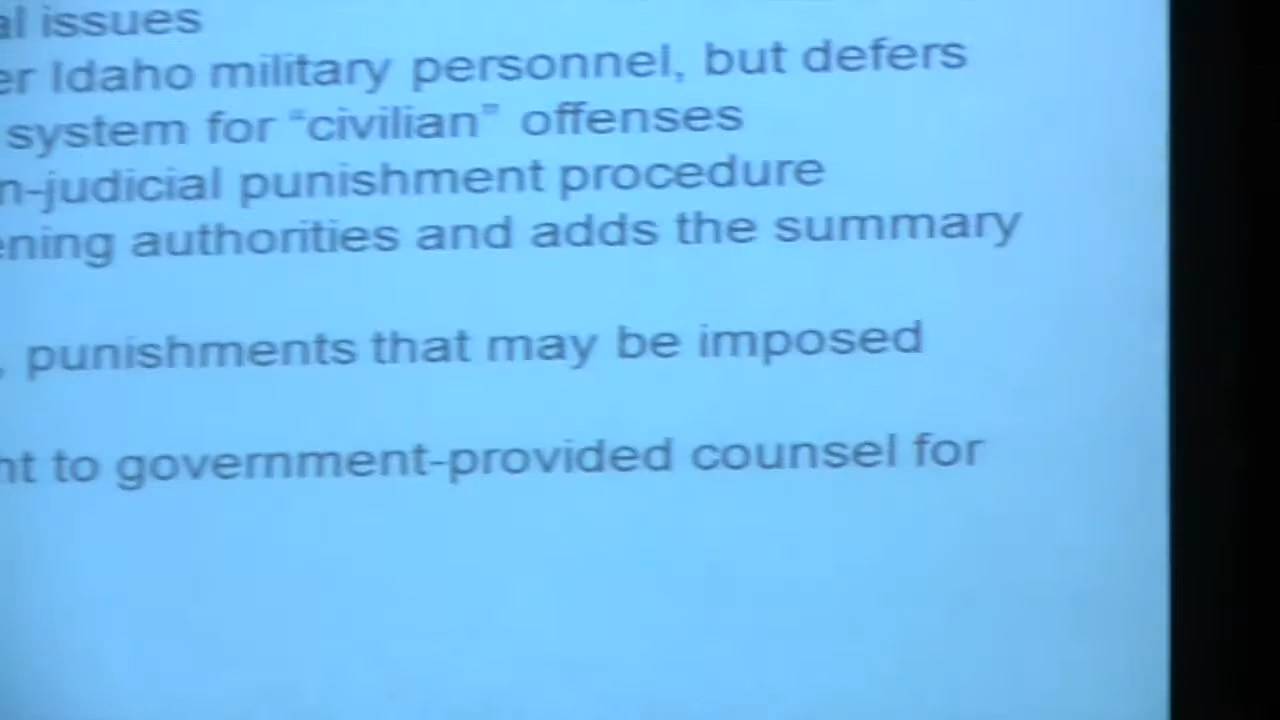 al issues
er Idaho military personnel, but defers
system for “civilian” offenses
n-judicial punishment procedure
ening authorities and adds the summary
, punishments that may be imposed
nt to government-provided counsel for